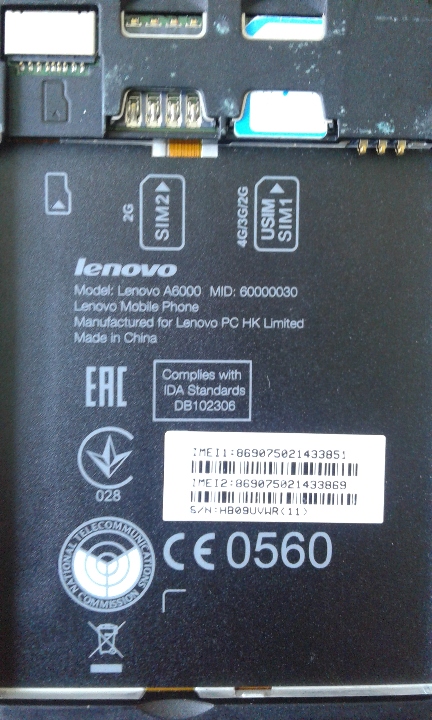 2G
SIM2
4G/3G/2G
USIM
SIM1
lenovo
Model: Lenovo A6000 MID: 60000030
Lenovo Mobile Phone
Manufactured for Lenovo PC HK Limited
Made in China
EAC
Complies with
IDA Standards
DB102306
028
IMEI1:869075021433851
IMEI2:869075021433869
S/N:HB09UVWR(11)
NATIONAL TELECOMMUNICATIONS COMMISSION
CE 0560